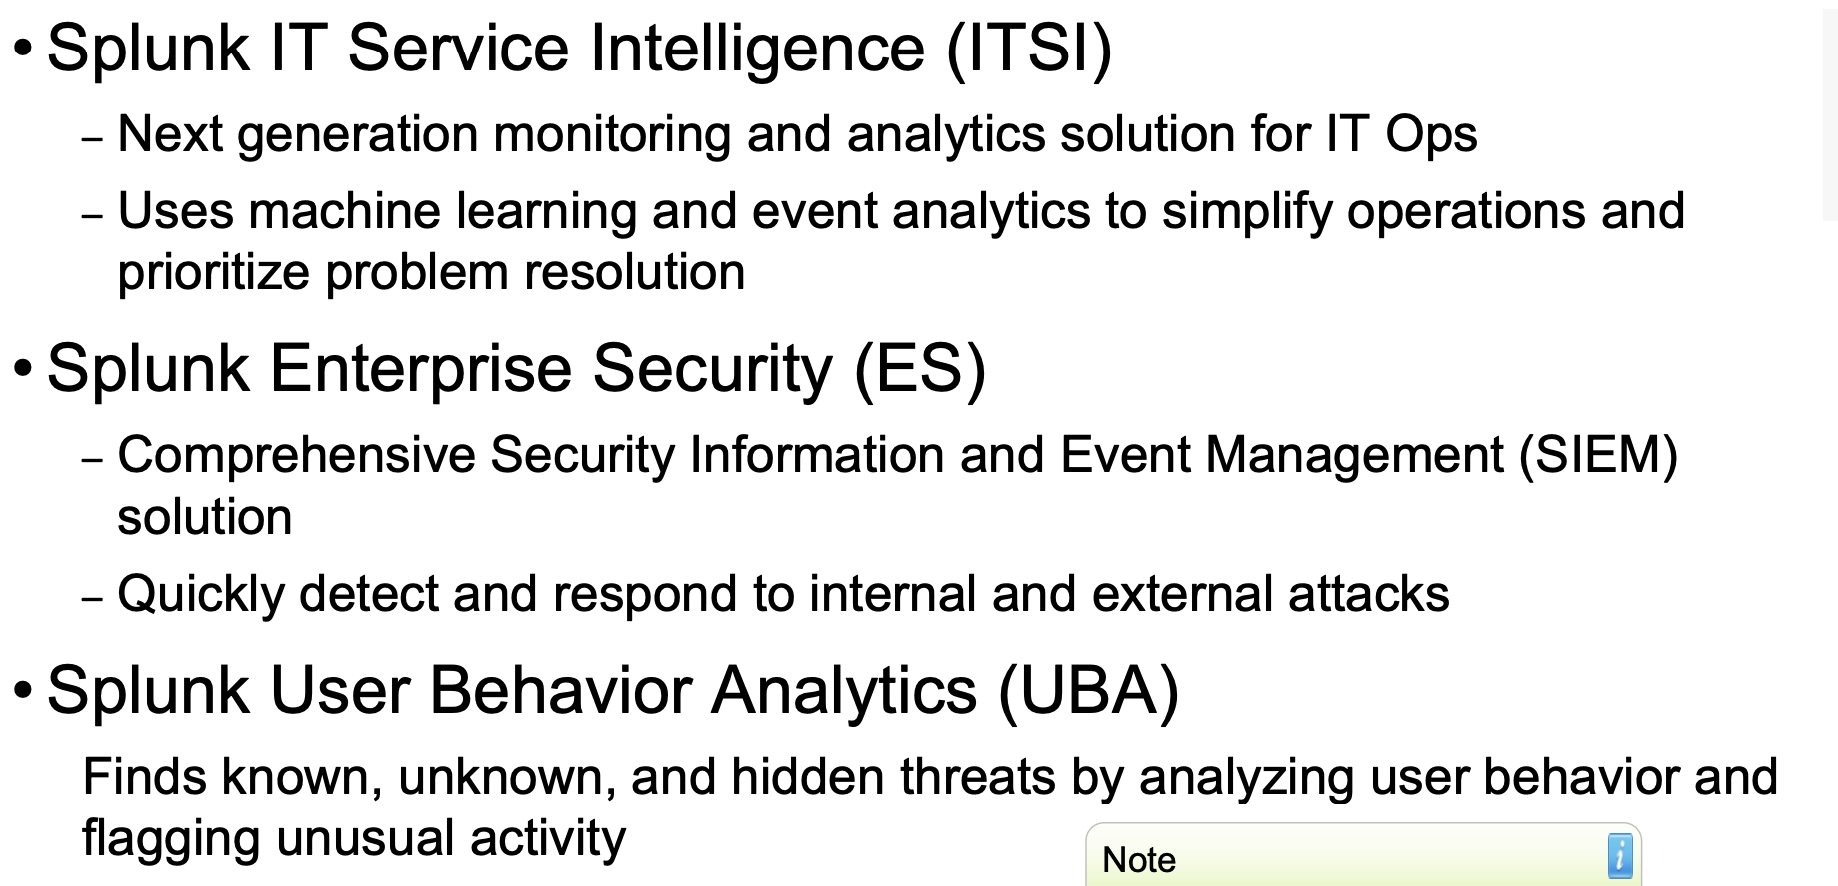 • Splunk IT Service Intelligence (ITSI)
– Next generation monitoring and analytics solution for IT Ops
– Uses machine learning and event analytics to simplify operations and
prioritize problem resolution
• Splunk Enterprise Security (ES)
– Comprehensive Security Information and Event Management (SIEM)
solution
– Quickly detect and respond to internal and external attacks
• Splunk User Behavior Analytics (UBA)
Finds known, unknown, and hidden threats by analyzing user behavior and
flagging unusual activity
Note i